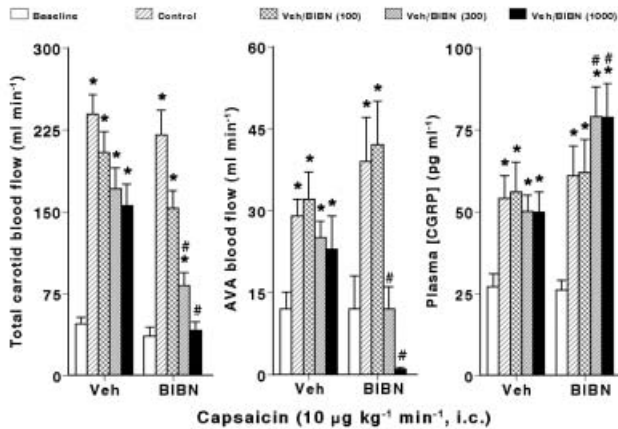 Baseline Control Veh/BIBN (100) Veh/BIBN (300) Veh/BIBN (1000)
Total carotid blood flow (ml min⁻¹)
300
225
150
75
0
* * * *
* * # * #
Veh BIBN
AVA blood flow (ml min⁻¹)
60
45
30
15
0
* * * *
* * # #
Veh BIBN
Plasma [CGRP] (pg ml⁻¹)
100
75
50
25
0
* * * *
* * # * # *
Veh BIBN
Capsaicin (10 µg kg⁻¹ min⁻¹, i.c.)